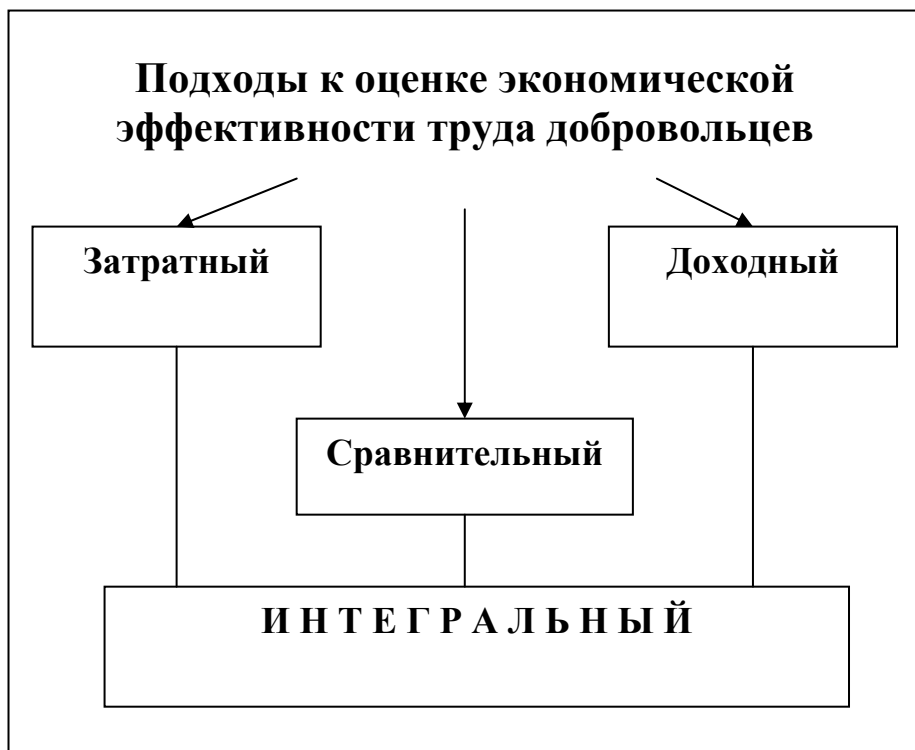 Подходы к оценке экономической
эффективности труда добровольцев
Затратный
Доходный
Сравнительный
И Н Т Е Г Р А Л Ь Н Ы Й